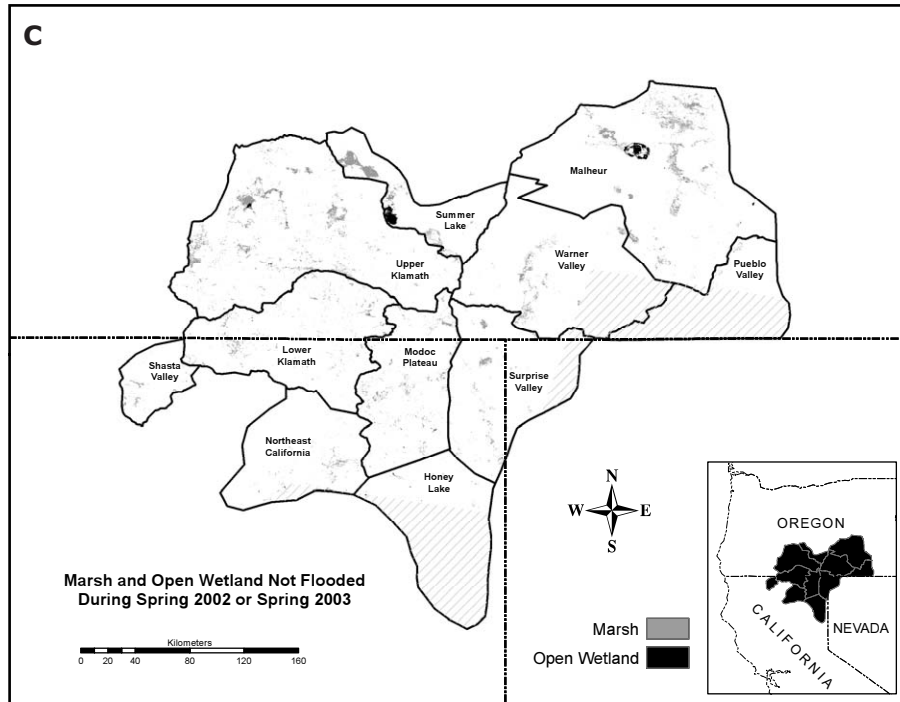 C
Malheur
Summer
Lake
Warner
Valley
Pueblo
Valley
Upper
Klamath
Lower
Klamath
Modoc
Plateau
Shasta
Valley
Surprise
Valley
Northeast
California
Honey
Lake
N
W E
S
OREGON
CALIFORNIA
NEVADA
Marsh and Open Wetland Not Flooded
During Spring 2002 or Spring 2003
Kilometers
0 10 20 40 80 120 160
Marsh
Open Wetland